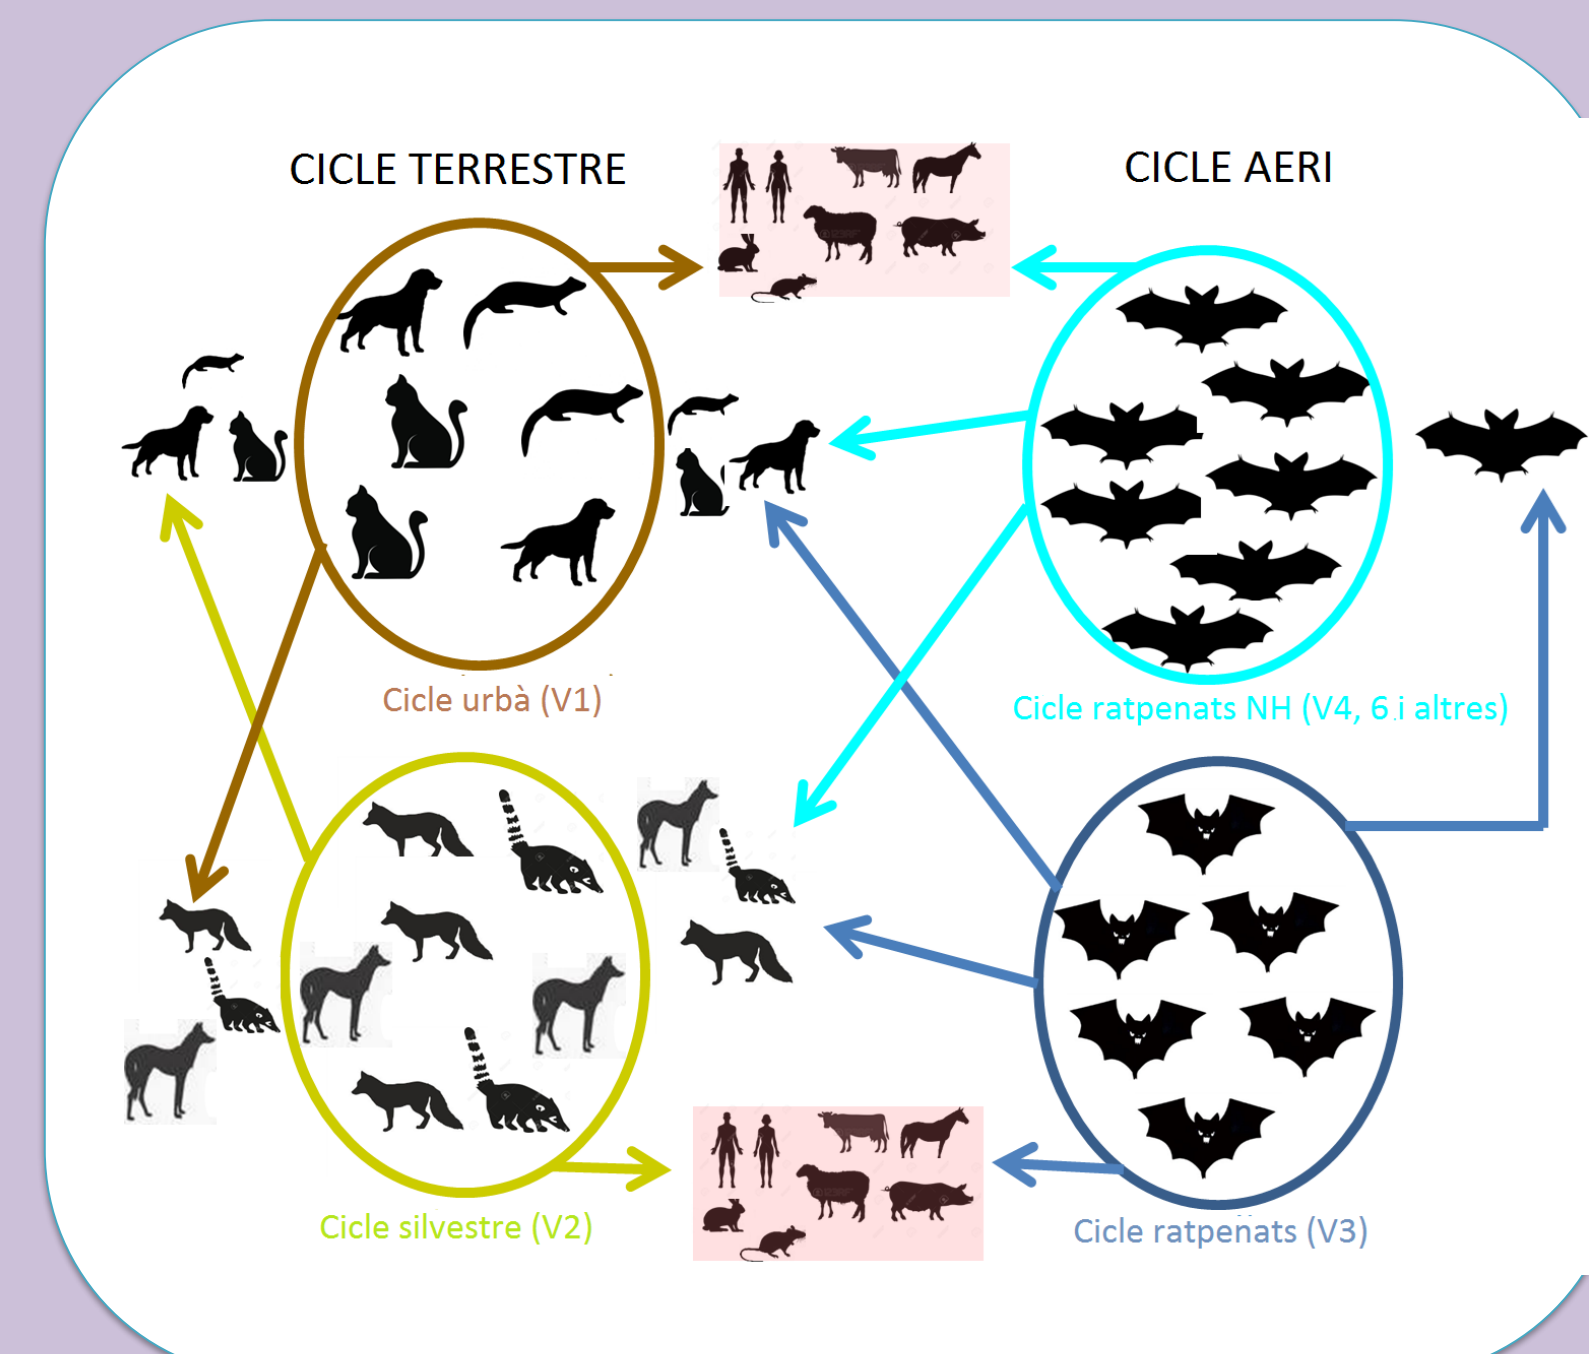 CICLE TERRESTRE
CICLE AERI
Cicle urbà (V1)
Cicle ratpenats NH (V4, 6 i altres)
Cicle silvestre (V2)
Cicle ratpenats (V3)